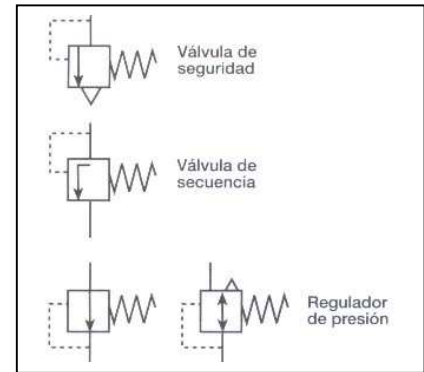 Válvula de
seguridad
Válvula de
secuencia
Regulador
de presión